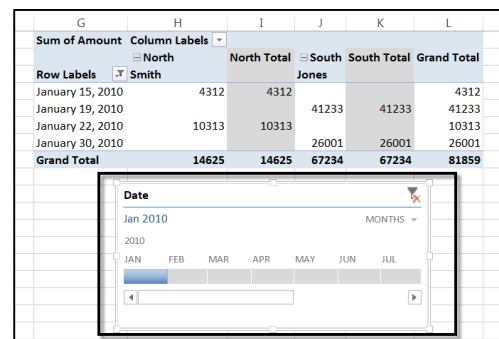 G H I J K L
Sum of Amount Column Labels
North North Total South South Total Grand Total
Row Labels Smith Jones
January 15, 2010 4312 4312 4312
January 19, 2010 41233 41233 41233
January 22, 2010 10313 10313 10313
January 30, 2010 26001 26001 26001
Grand Total 14625 14625 67234 67234 81859
Date
Jan 2010 MONTHS
2010
JAN FEB MAR APR MAY JUN JUL